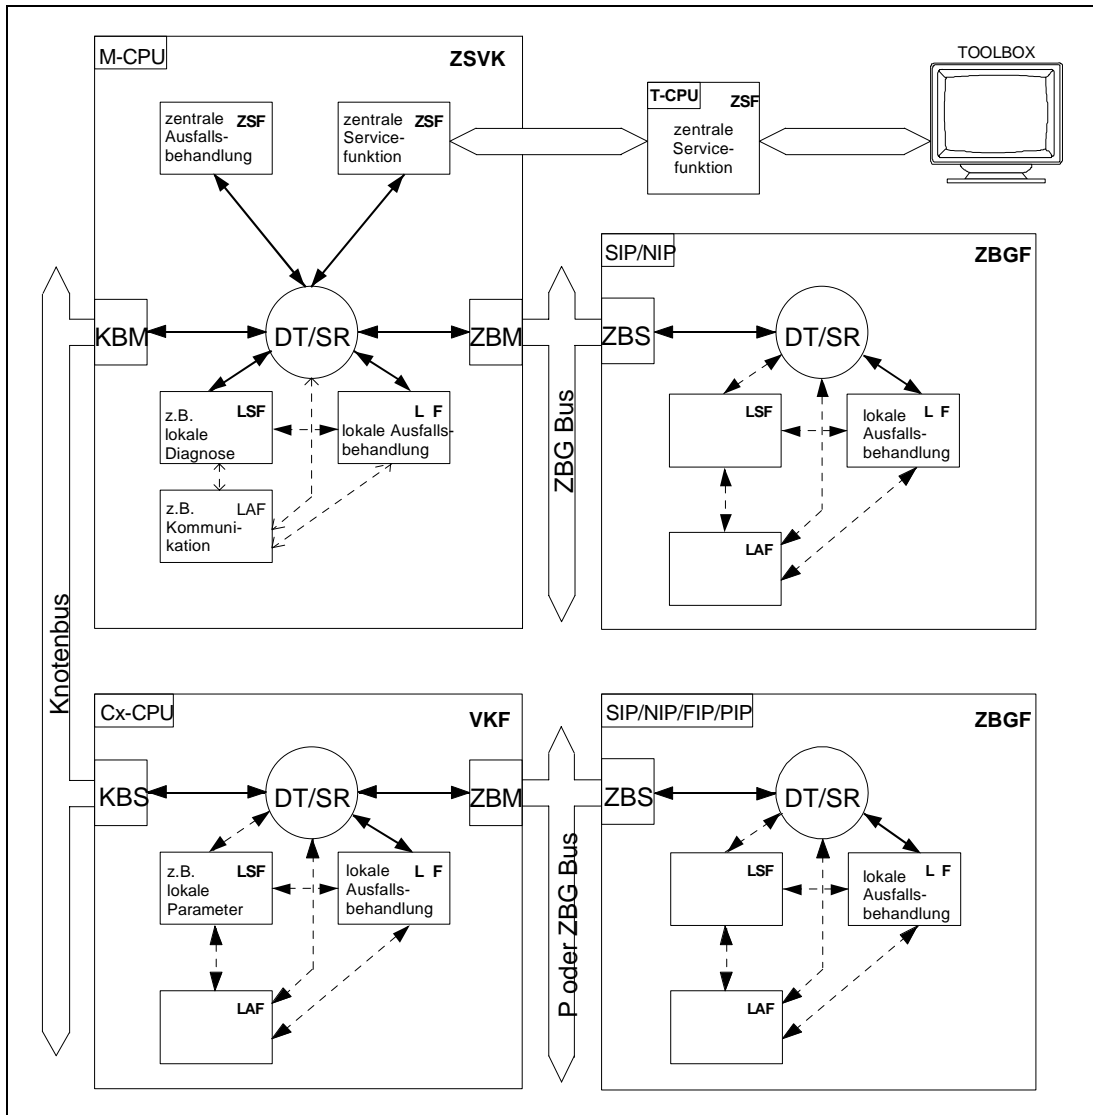 M-CPU
ZSVK
zentrale ZSF
Ausfalls-
behandlung
zentrale ZSF
Service-
funktion
T-CPU
ZSF
zentrale
Service-
funktion
TOOLBOX
KBM
DT/SR
ZBM
z.B. LSF
lokale
Diagnose
L F
lokale Ausfalls-
behandlung
z.B. LAF
Kommuni-
kation
ZBG Bus
SIP/NIP
ZBGF
ZBS
DT/SR
LSF
lokale L F
Ausfalls-
behandlung
LAF
Knotenbus
Cx-CPU
VKF
KBS
DT/SR
ZBM
z.B. LSF
lokale
Parameter
lokale L F
Ausfalls-
behandlung
LAF
P oder ZBG Bus
SIP/NIP/FIP/PIP
ZBGF
ZBS
DT/SR
LSF
lokale L F
Ausfalls-
behandlung
LAF